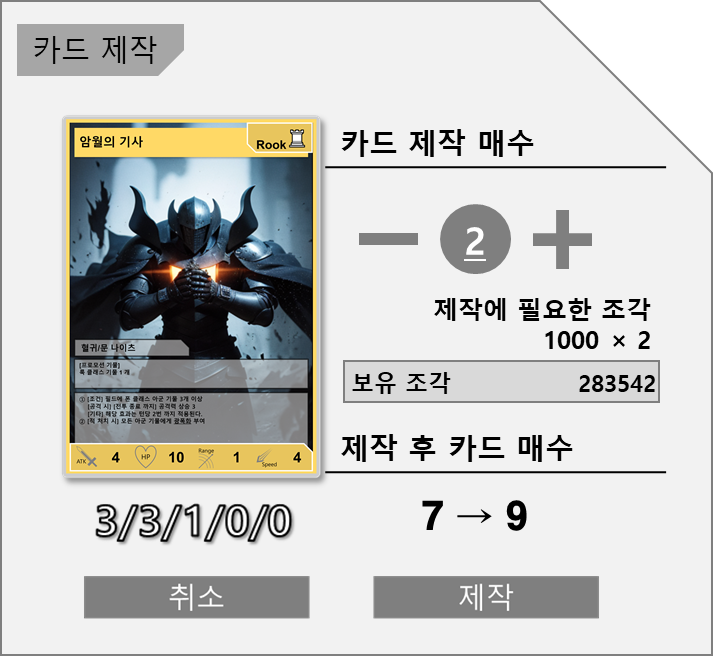 카드 제작
암월의 기사
Rook
혈귀/문 나이츠
[프로모션 기물]
룩 클래스 기물 1개
① [조건] 필드에 폰 클래스 아군 기물 3개 이상
[공격 시] [전투 종료 까지] 공격력 상승 3
[기타] 해당 효과는 턴당 2번 까지 적용된다.
② [적 처치 시] 모든 아군 기물에게 광폭화 부여
ATK 4 HP 10 Range 1 Speed 4
3/3/1/0/0
카드 제작 매수
2
제작에 필요한 조각
1000 × 2
보유 조각 283542
제작 후 카드 매수
7 → 9
취소
제작